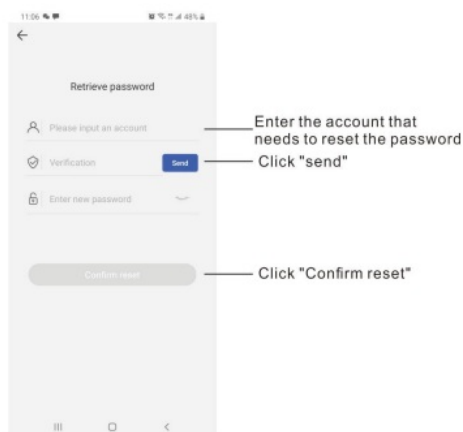 11:06 48%
Retrieve password
Please input an account
Enter the account that
needs to reset the password
Verification
Send
Click "send"
Enter new password
Confirm reset
Click "Confirm reset"